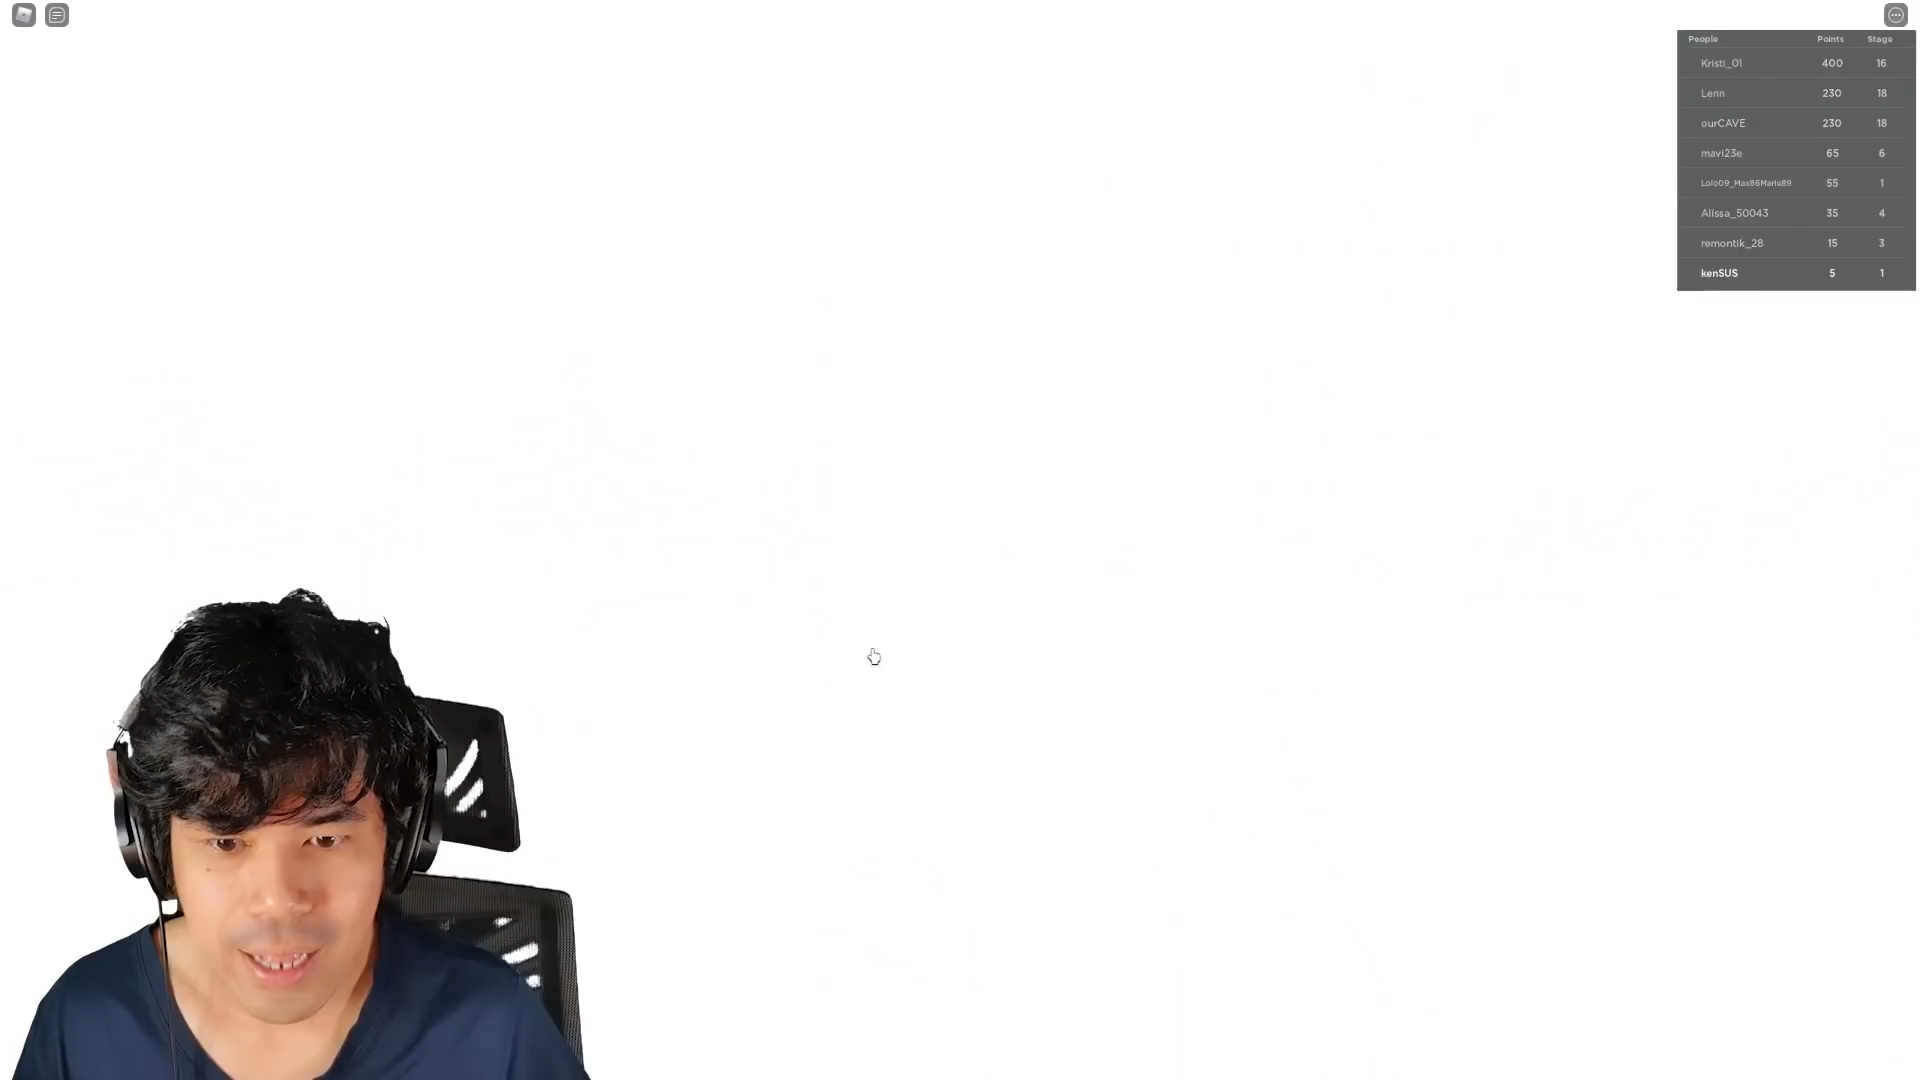 People Points Stage
Kristi_01 400 16
Lenn 230 18
ourCAVE 230 18
mavi23e 65 6
Lolo09_Max86Marie89 55 1
Alissa_50043 35 4
remontik_28 15 3
kenSUS 5 1